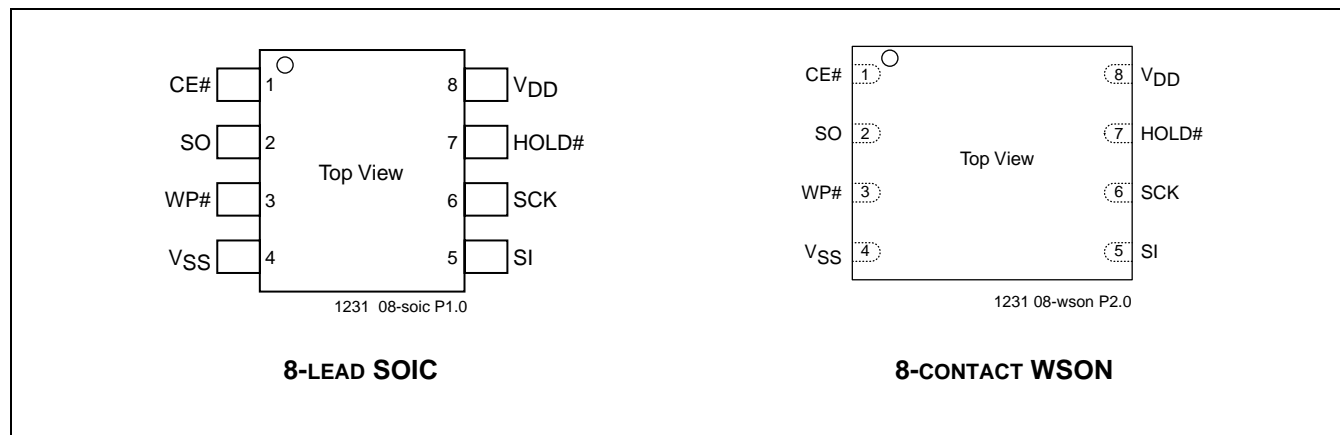 CE# 1 8 VDD
SO 2 7 HOLD#
Top View
WP# 3 6 SCK
VSS 4 5 SI
1231 08-soic P1.0
8-LEAD SOIC
CE# 1 8 VDD
SO 2 7 HOLD#
Top View
WP# 3 6 SCK
VSS 4 5 SI
1231 08-wson P2.0
8-CONTACT WSON